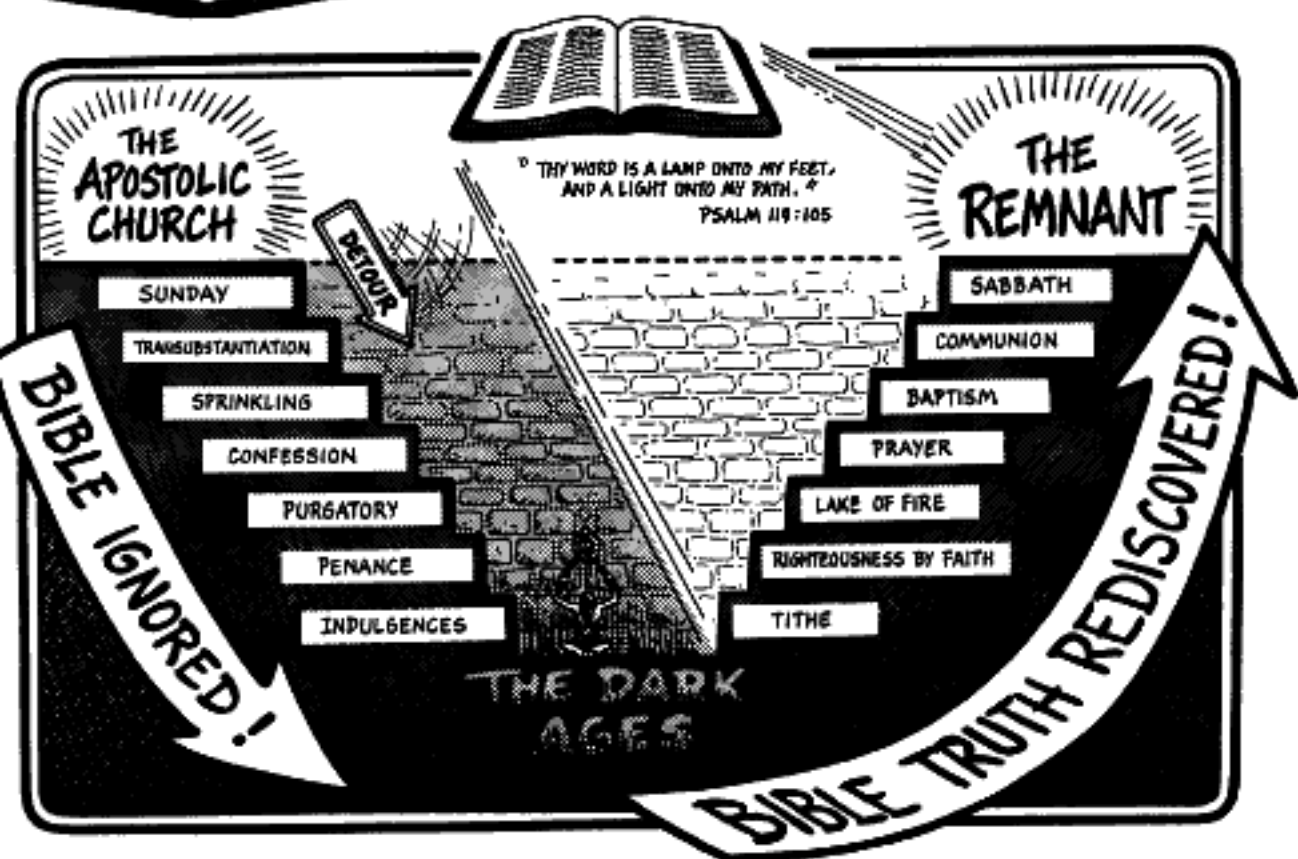 THE
APOSTOLIC
CHURCH
" THY WORD IS A LAMP UNTO MY FEET,
AND A LIGHT UNTO MY PATH. "
PSALM 119:105
THE
REMNANT
DETOUR
SUNDAY
TRANSUBSTANTIATION
SPRINKLING
CONFESSION
PURGATORY
PENANCE
INDULGENCES
SABBATH
COMMUNION
BAPTISM
PRAYER
LAKE OF FIRE
RIGHTEOUSNESS BY FAITH
TITHE
BIBLE IGNORED!
THE DARK
AGES
BIBLE TRUTH REDISCOVERED!